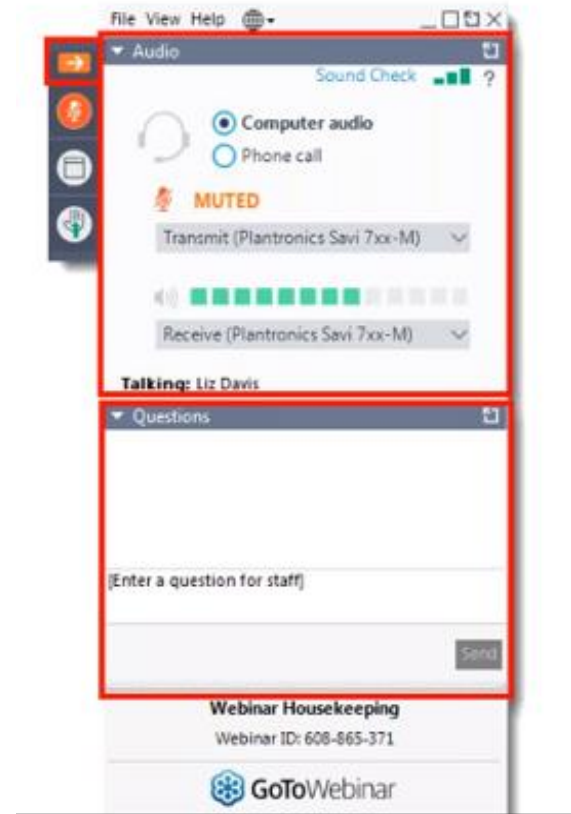 File View Help
Audio
Sound Check ?
Computer audio
Phone call
MUTED
Transmit (Plantronics Savi 7xx-M)
Receive (Plantronics Savi 7xx-M)
Talking: Liz Davis
Questions
[Enter a question for staff]
Send
Webinar Housekeeping
Webinar ID: 608-865-371
GoToWebinar